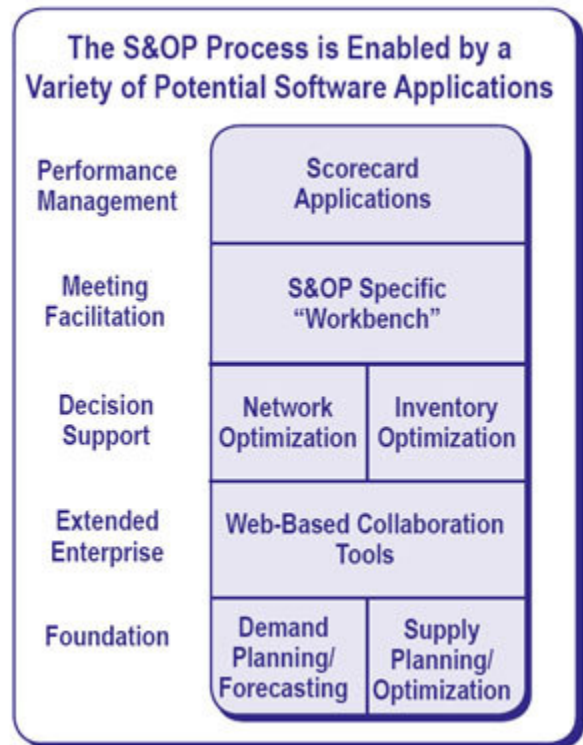 The S&OP Process is Enabled by a
Variety of Potential Software Applications
Performance
Management
Scorecard
Applications
Meeting
Facilitation
S&OP Specific
“Workbench”
Decision
Support
Network
Optimization
Inventory
Optimization
Extended
Enterprise
Web-Based Collaboration
Tools
Foundation
Demand
Planning/
Forecasting
Supply
Planning/
Optimization